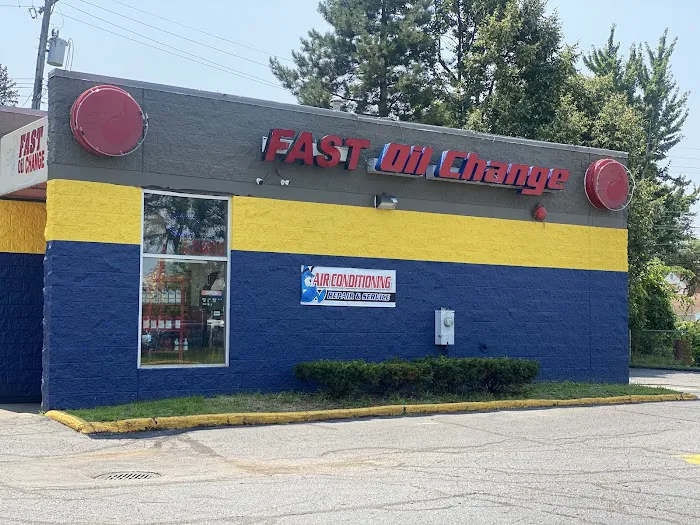 FAST
OIL CHANGE
FAST Oil Change
AIR CONDITIONING
REPAIR & SERVICE